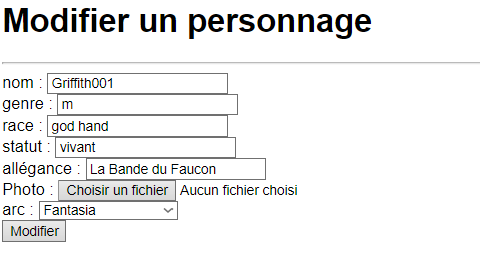 Modifier un personnage
nom : Griffith001
genre : m
race : god hand
statut : vivant
allégance : La Bande du Faucon
Photo : Choisir un fichier Aucun fichier choisi
arc : Fantasia
Modifier